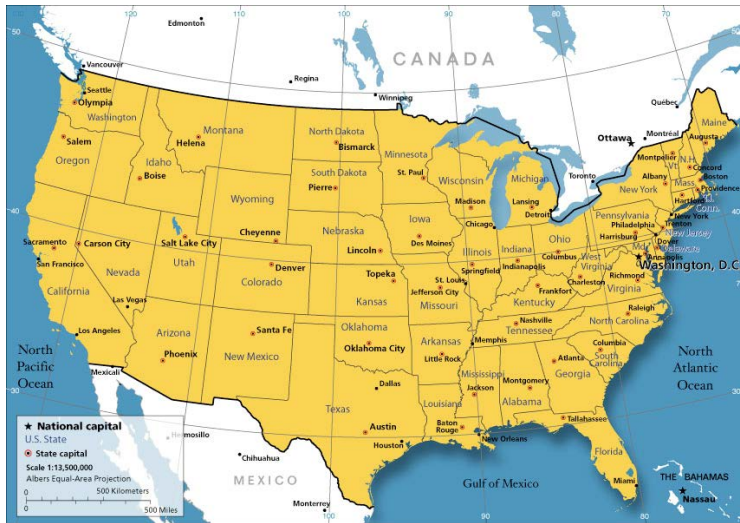 120
110
100
90
80
70
50
50
Edmonton
CANADA
Vancouver
Regina
Winnipeg
Québec
Seattle
Olympia
Washington
Montana
Helena
North Dakota
Bismarck
Minnesota
Ottawa
Montréal
Maine
Augusta
Salem
Oregon
Idaho
Boise
South Dakota
Pierre
St. Paul
Wisconsin
Michigan
Toronto
Montpelier
Vt.
N.H.
Concord
Boston
Albany
Mass.
Providence
R.I.
Hartford
Conn.
New York
Wyoming
Madison
Lansing
Detroit
40
Cheyenne
Nebraska
Lincoln
Iowa
Des Moines
Chicago
Pennsylvania
New York
Trenton
Philadelphia
New Jersey
Harrisburg
Sacramento
Carson City
Salt Lake City
San Francisco
Nevada
Utah
Denver
Colorado
Topeka
Kansas
Illinois
Springfield
Indiana
Indianapolis
Ohio
Columbus
Md.
Dover
Delaware
Annapolis
Washington, D.C
West
Virginia
Charleston
Richmond
Virginia
40
California
Las Vegas
St. Louis
Jefferson City
Missouri
Frankfort
Kentucky
Los Angeles
Arizona
Phoenix
Santa Fe
New Mexico
Oklahoma
Oklahoma City
Arkansas
Little Rock
Memphis
Nashville
Tennessee
Raleigh
North Carolina
Columbia
South
Carolina
North
Pacific
Ocean
Mexicali
North
Atlantic
Ocean
30
Dallas
Texas
Mississippi
Jackson
Montgomery
Alabama
Atlanta
Georgia
Louisiana
Austin
Houston
Baton
Rouge
New Orleans
Tallahassee
Florida
30
Hermosillo
Chihuahua
MEXICO
Monterrey
Gulf of Mexico
Miami
THE BAHAMAS
Nassau
100
90
80
National capital
U.S. State
State capital
Scale 1:13,500,000
Albers Equal-Area Projection
0
500 Kilometers
0
500 Miles